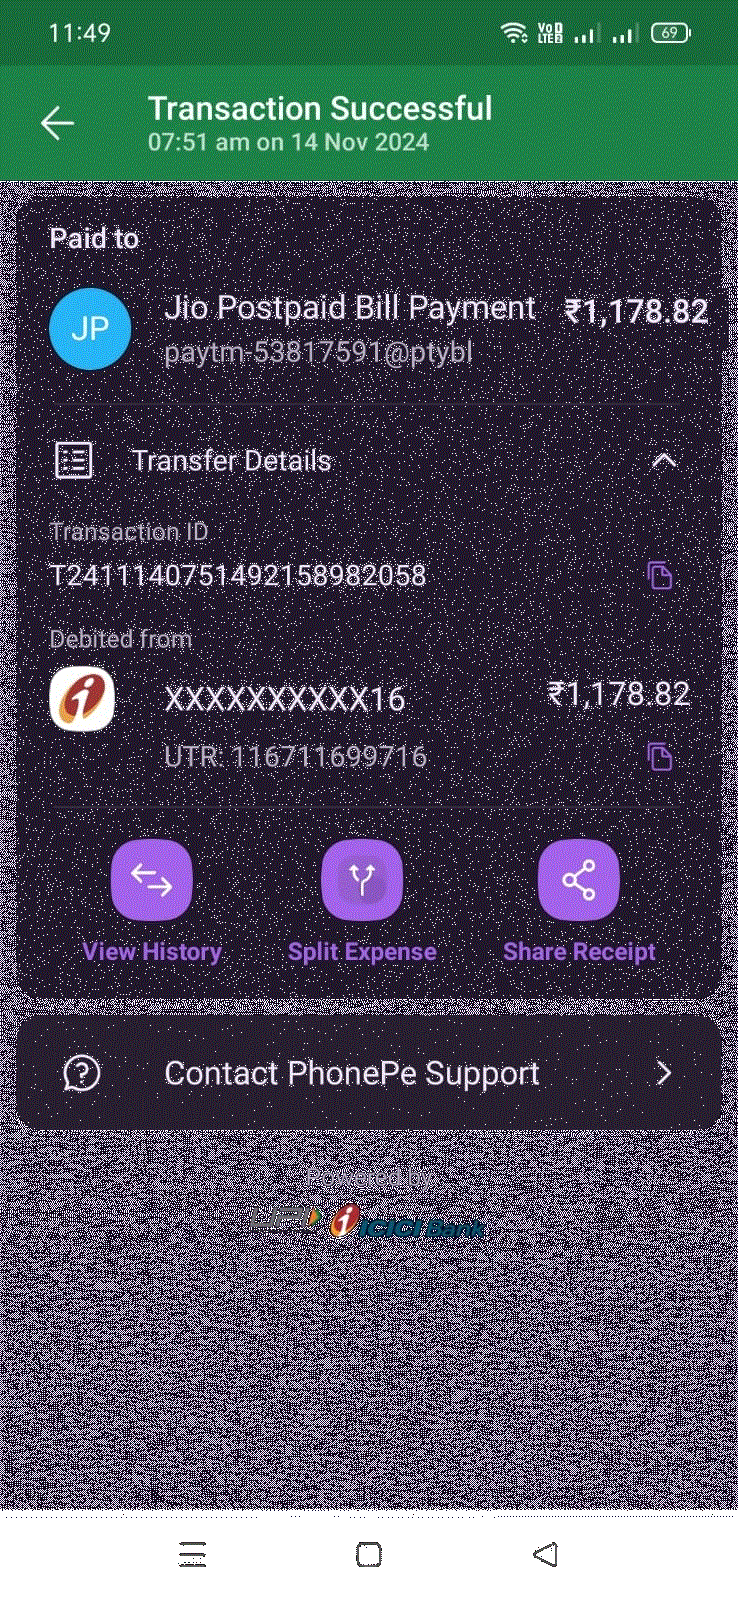 11:49
Vo LTE 69
Transaction Successful
07:51 am on 14 Nov 2024
Paid to
JP
Jio Postpaid Bill Payment ₹1,178.82
paytm-53817591@ptybl
Transfer Details
Transaction ID
T2411140751492158982058
Debited from
XXXXXXXXXX16 ₹1,178.82
UTR: 116711699716
View History Split Expense Share Receipt
Contact PhonePe Support
Powered by
UPI ICICI Bank